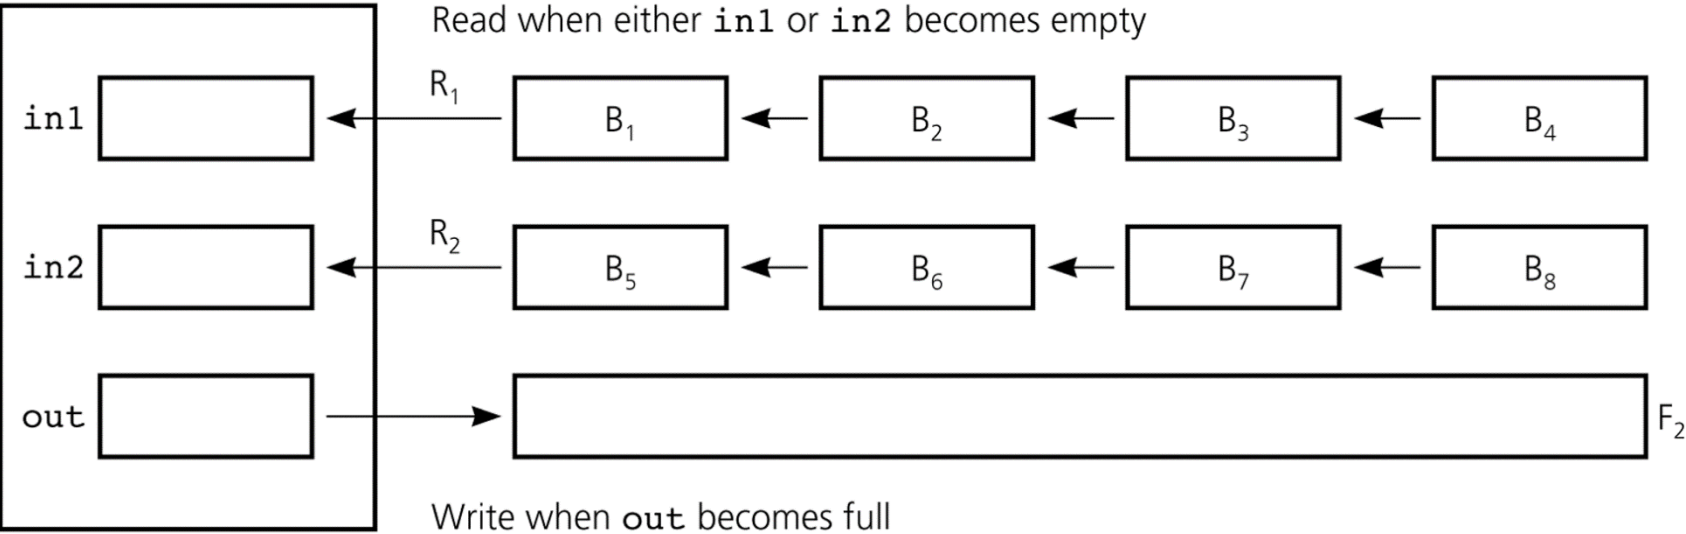 Read when either in1 or in2 becomes empty
in1 R₁ B₁ B₂ B₃ B₄
in2 R₂ B₅ B₆ B₇ B₈
out F₂
Write when out becomes full